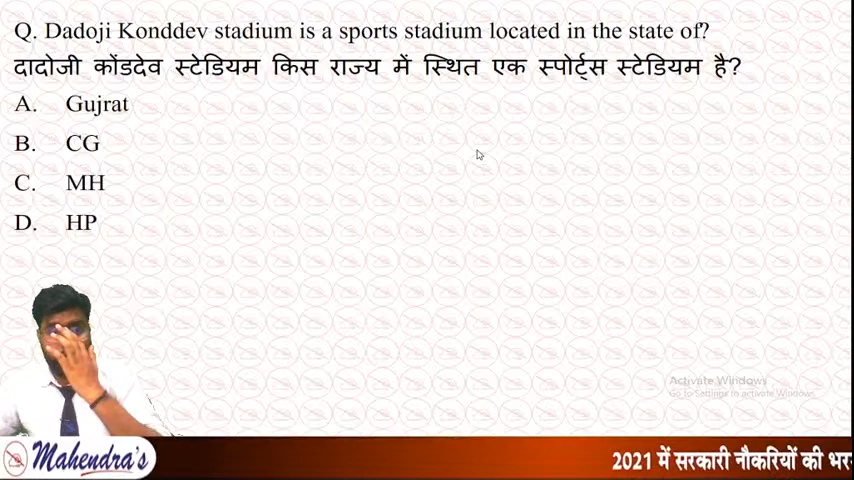 Q. Dadoji Konddev stadium is a sports stadium located in the state of?
दादोजी कोंडदेव स्टेडियम किस राज्य में स्थित एक स्पोर्ट्स स्टेडियम है?
A. Gujrat
B. CG
C. MH
D. HP
Activate Windows
Go to Settings to activate Windows.
Mahendra's
2021 में सरकारी नौकरियों की भर